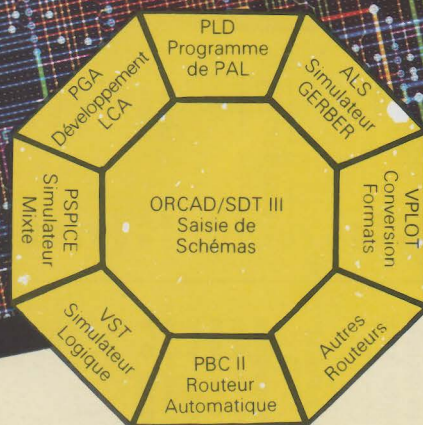 PLD
Programme
de PAL
ALS
Simulateur
GERBER
VPLOT
Conversion
Formats
Autres
Routeurs
PBC II
Routeur
Automatique
VST
Simulateur
Logique
PSPICE
Simulateur
Mixte
PGA
Développement
LCA
ORCAD/SDT III
Saisie de
Schémas